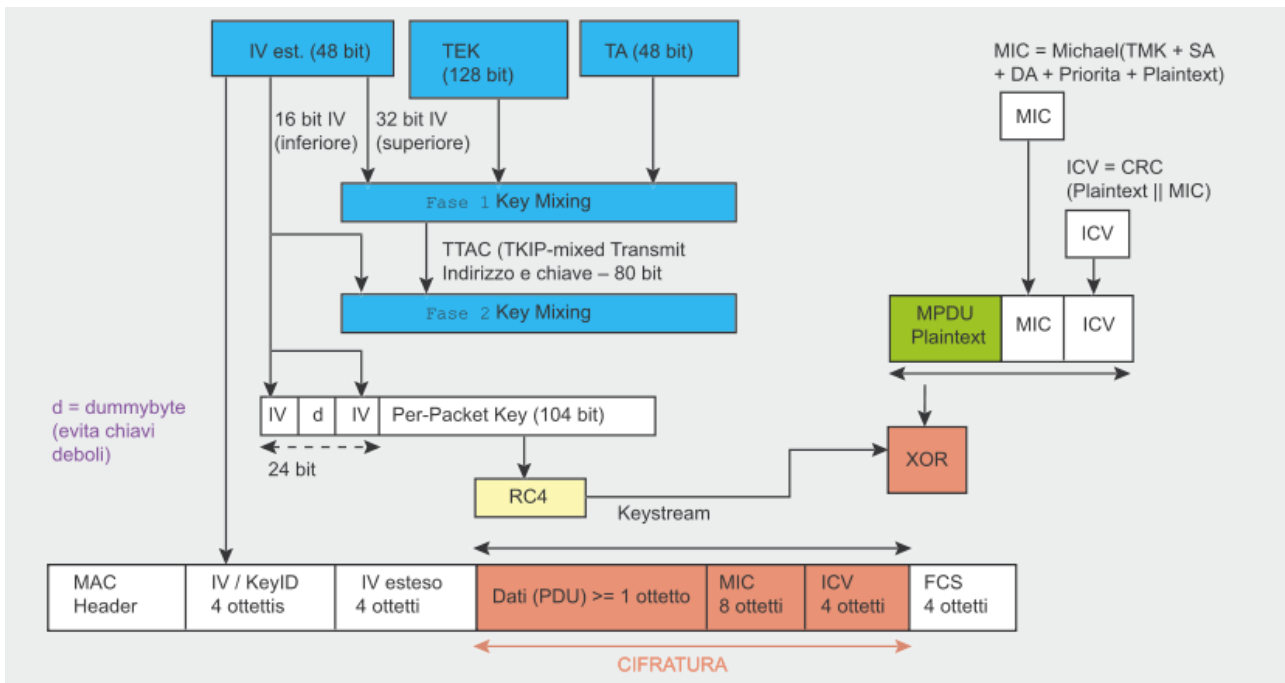 IV est. (48 bit)
TEK
(128 bit)
TA (48 bit)
MIC = Michael(TMK + SA
+ DA + Priorita + Plaintext)
16 bit IV
(inferiore)
32 bit IV
(superiore)
MIC
ICV = CRC
(Plaintext || MIC)
Fase 1 Key Mixing
ICV
TTAC (TKIP-mixed Transmit
Indirizzo e chiave – 80 bit
Fase 2 Key Mixing
MPDU
Plaintext
MIC
ICV
d = dummybyte
(evita chiavi
deboli)
IV
d
IV
Per-Packet Key (104 bit)
24 bit
XOR
RC4
Keystream
MAC
Header
IV / KeyID
4 ottettis
IV esteso
4 ottetti
Dati (PDU) >= 1 ottetto
MIC
8 ottetti
ICV
4 ottetti
FCS
4 ottetti
CIFRATURA